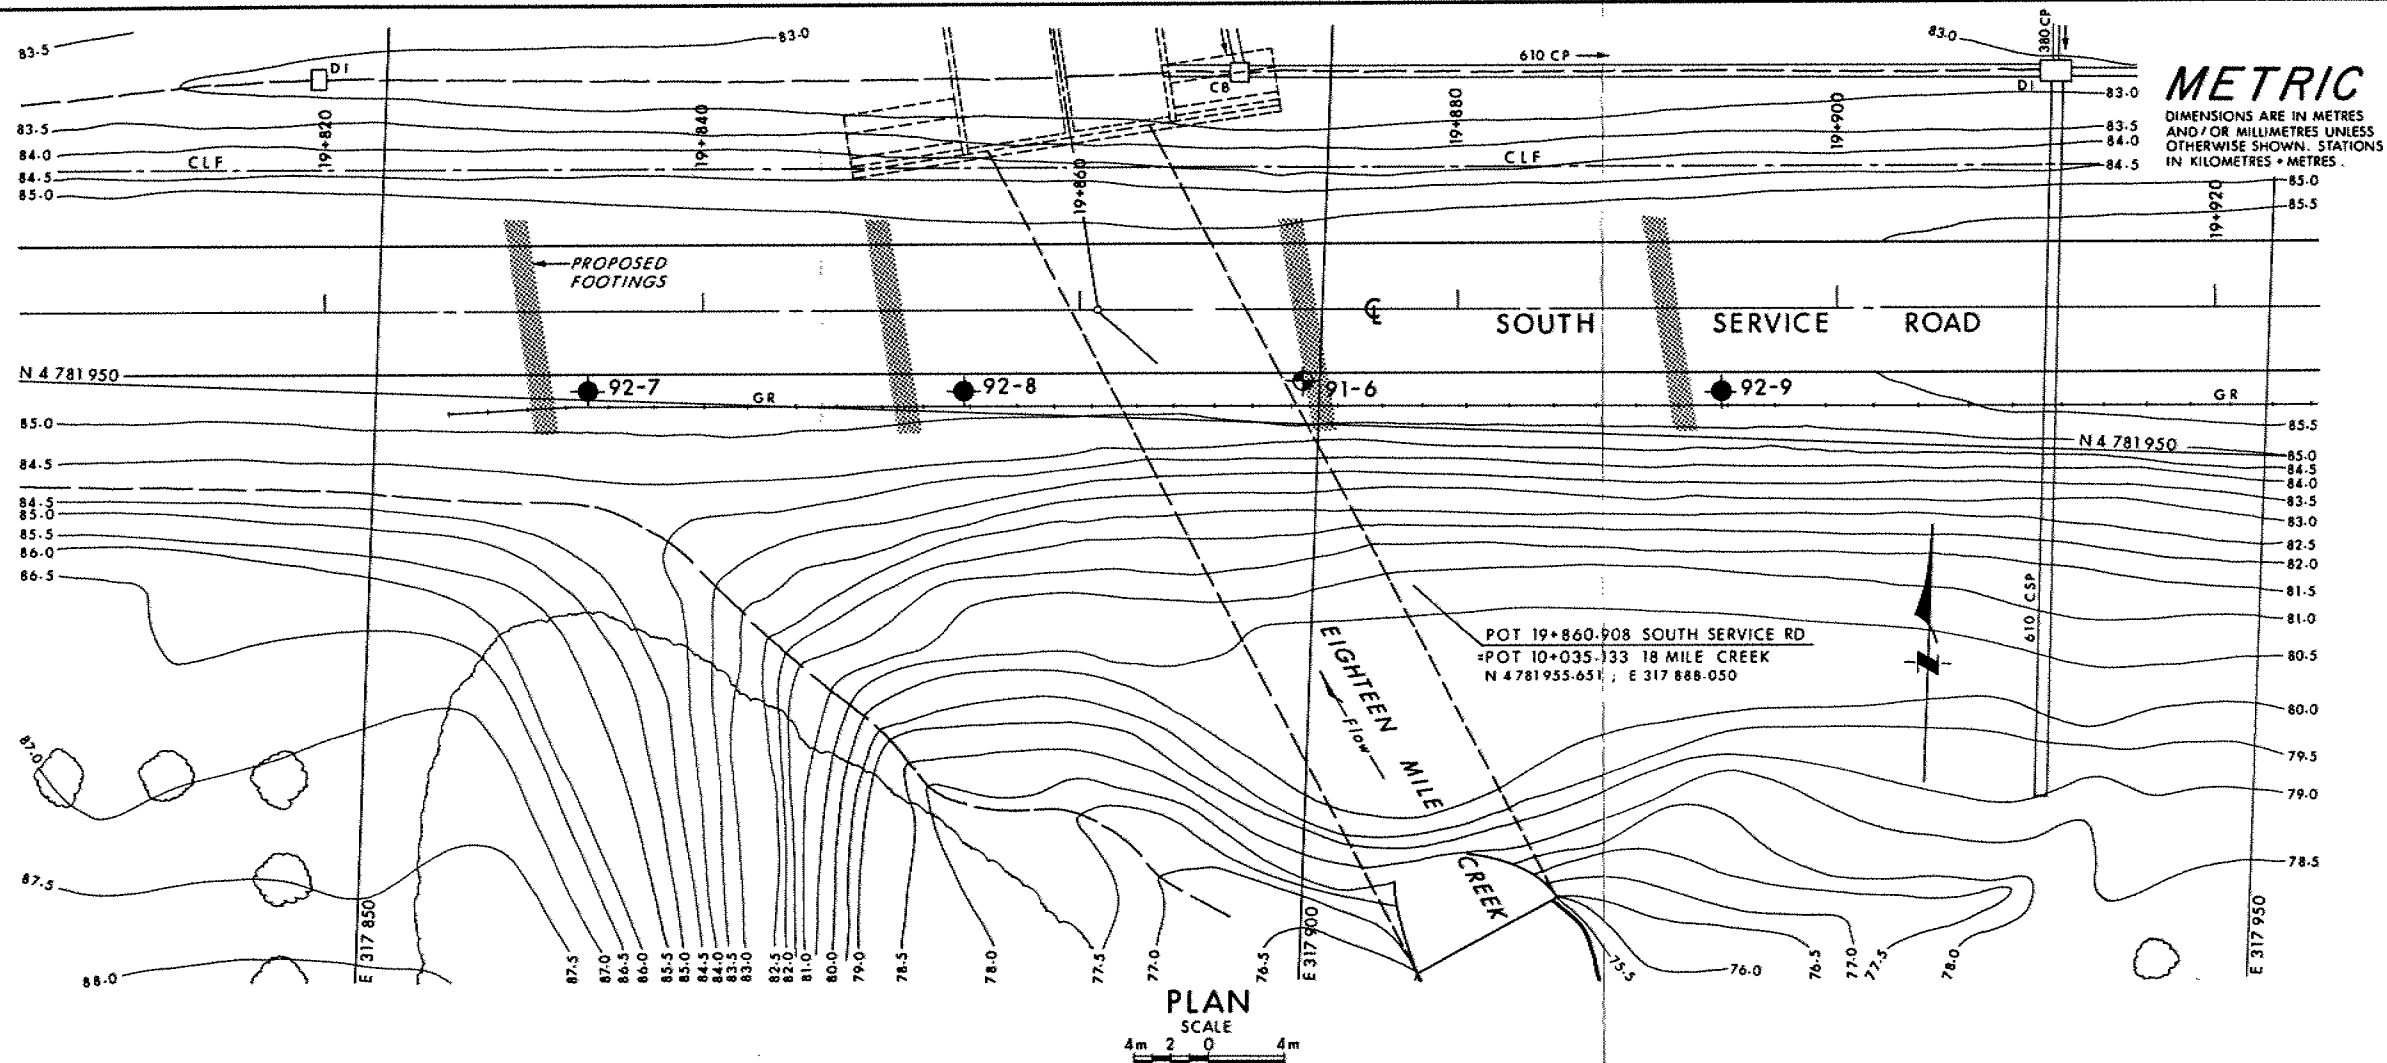 83.5
83.0
83.0
380 CP
DI
610 CP
CB
DI
83.0
METRIC
DIMENSIONS ARE IN METRES
AND/OR MILLIMETRES UNLESS
OTHERWISE SHOWN. STATIONS
IN KILOMETRES + METRES.
19+820
19+840
19+860
19+880
19+900
19+920
83.5
84.0
84.5
85.0
CLF
CLF
83.5
84.0
84.5
85.0
85.5
PROPOSED
FOOTINGS
℄
SOUTH SERVICE ROAD
N 4 781 950
92-7
92-8
91-6
92-9
GR
GR
85.0
85.5
N 4 781 950
84.5
85.0
84.5
84.0
83.5
83.0
82.5
82.0
81.5
81.0
80.5
80.0
79.5
79.0
78.5
84.5
85.0
85.5
86.0
86.5
87.0
87.5
88.0
610 CSP
N
POT 19+860.908 SOUTH SERVICE RD
=POT 10+035.133 18 MILE CREEK
N 4 781 955.651 ; E 317 888.050
EIGHTEEN MILE CREEK
Flow
E 317 850
87.5
87.0
86.5
86.0
85.5
85.0
84.5
84.0
83.5
83.0
82.5
82.0
81.0
80.0
79.0
78.5
78.0
77.5
77.0
76.5
E 317 900
75.5
76.0
76.5
77.0
77.5
78.0
E 317 950
PLAN
SCALE
4m 2 0 4m